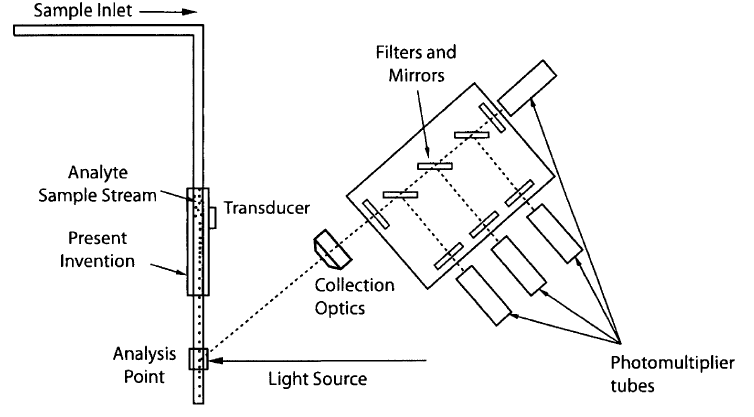 Sample Inlet
Filters and
Mirrors
Analyte
Sample Stream
Transducer
Present
Invention
Collection
Optics
Analysis
Point
Light Source
Photomultiplier
tubes